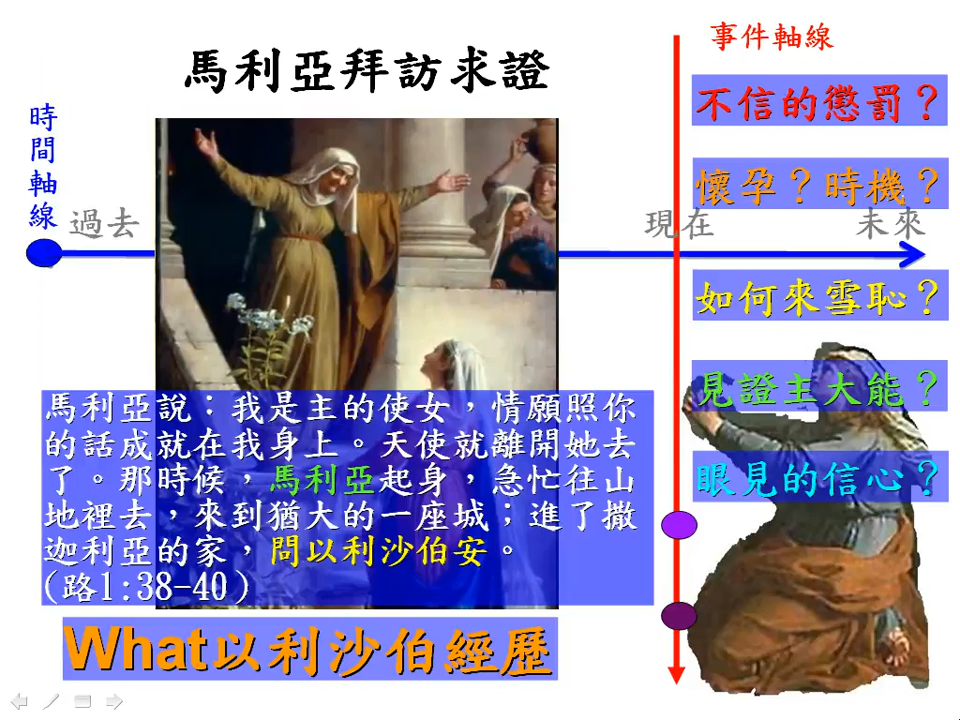 馬利亞拜訪求證
事件軸線
時間軸線
過去
現在
未來
不信的懲罰？
懷孕？時機？
如何來雪恥？
見證主大能？
眼見的信心？
馬利亞說：我是主的使女，情願照你
的話成就在我身上。天使就離開她去
了。那時候，馬利亞起身，急忙往山
地裡去，來到猶大的一座城；進了撒
迦利亞的家，問以利沙伯安。
(路1:38-40)
What以利沙伯經歷